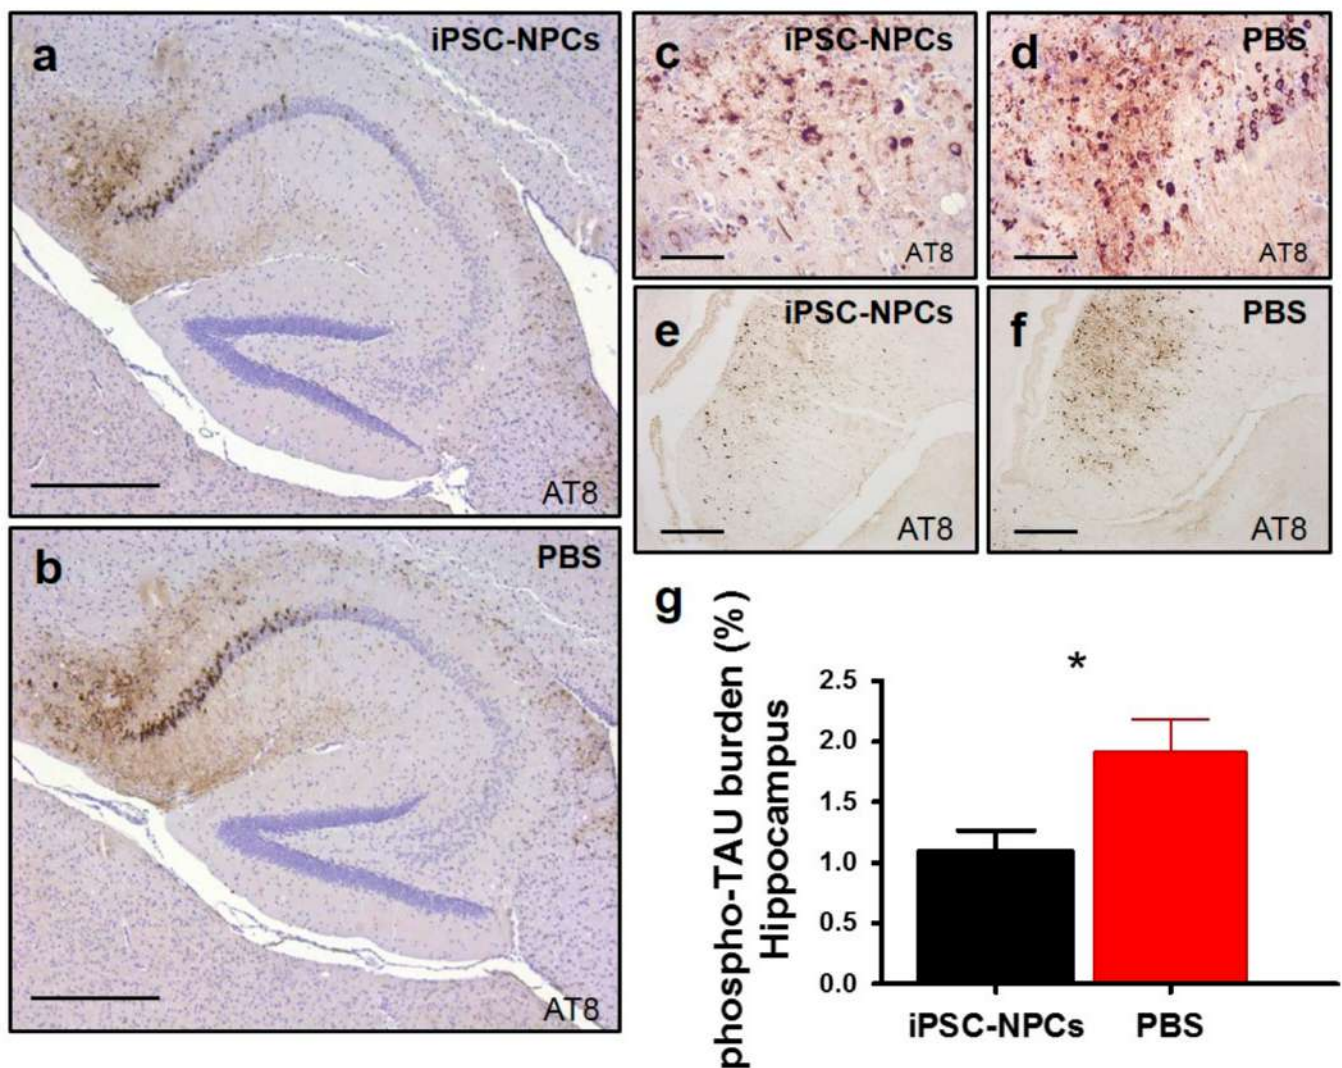 a
iPSC-NPCs
AT8
b
PBS
AT8
c
iPSC-NPCs
AT8
d
PBS
AT8
e
iPSC-NPCs
AT8
f
PBS
AT8
g
phospho-TAU burden (%)
Hippocampus
*
2.5
2.0
1.5
1.0
0.5
0.0
iPSC-NPCs
PBS